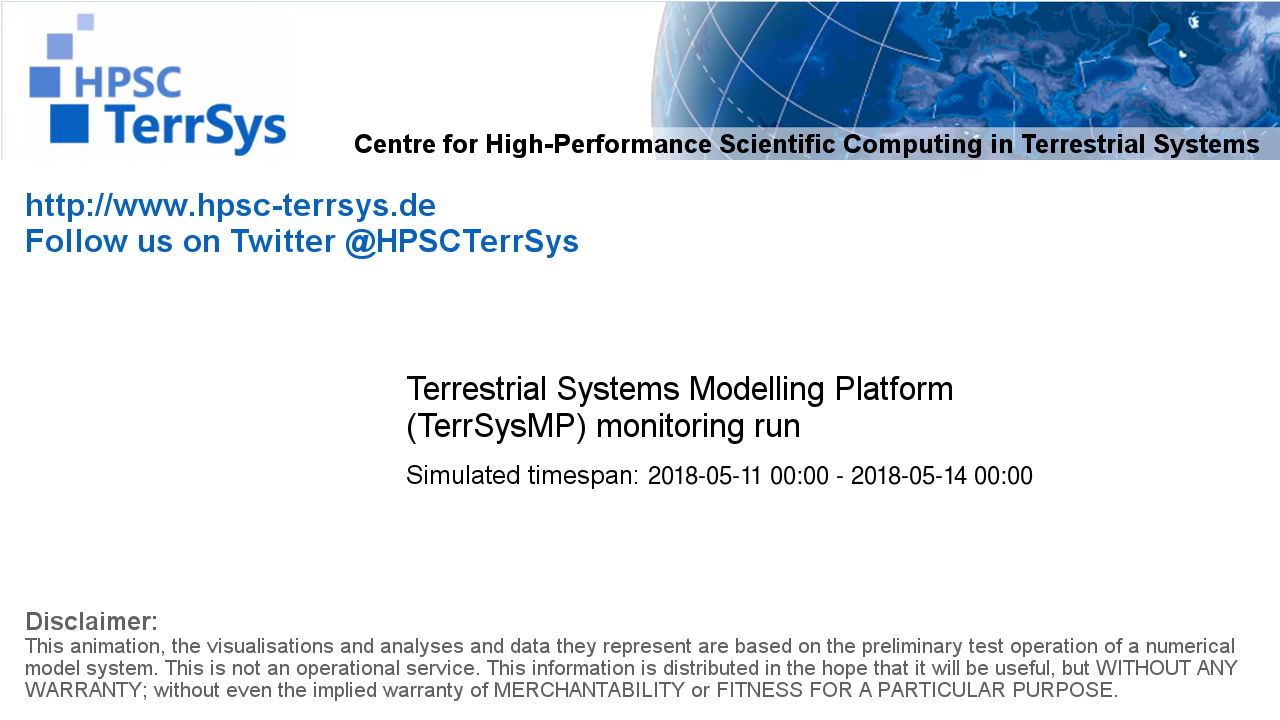 HPSC
TerrSys
Centre for High-Performance Scientific Computing in Terrestrial Systems
http://www.hpsc-terrsys.de
Follow us on Twitter @HPSCTerrSys
Terrestrial Systems Modelling Platform
(TerrSysMP) monitoring run
Simulated timespan: 2018-05-11 00:00 - 2018-05-14 00:00
Disclaimer:
This animation, the visualisations and analyses and data they represent are based on the preliminary test operation of a numerical
model system. This is not an operational service. This information is distributed in the hope that it will be useful, but WITHOUT ANY
WARRANTY; without even the implied warranty of MERCHANTABILITY or FITNESS FOR A PARTICULAR PURPOSE.